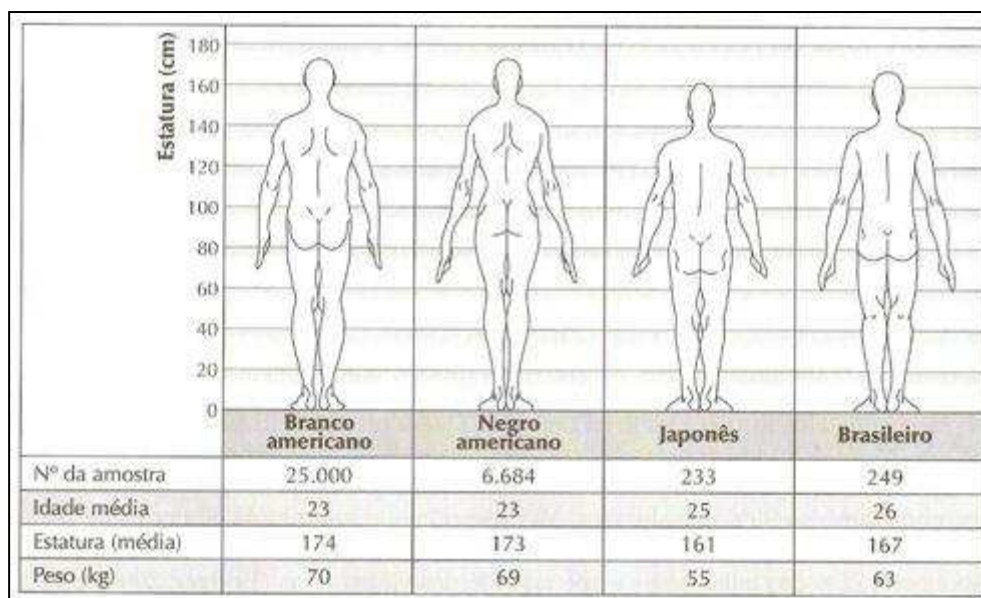 Estatura (cm)
180
160
140
120
100
80
60
40
20
0
Branco americano
Negro americano
Japonês
Brasileiro
Nº da amostra 25.000 6.684 233 249
Idade média 23 23 25 26
Estatura (média) 174 173 161 167
Peso (kg) 70 69 55 63